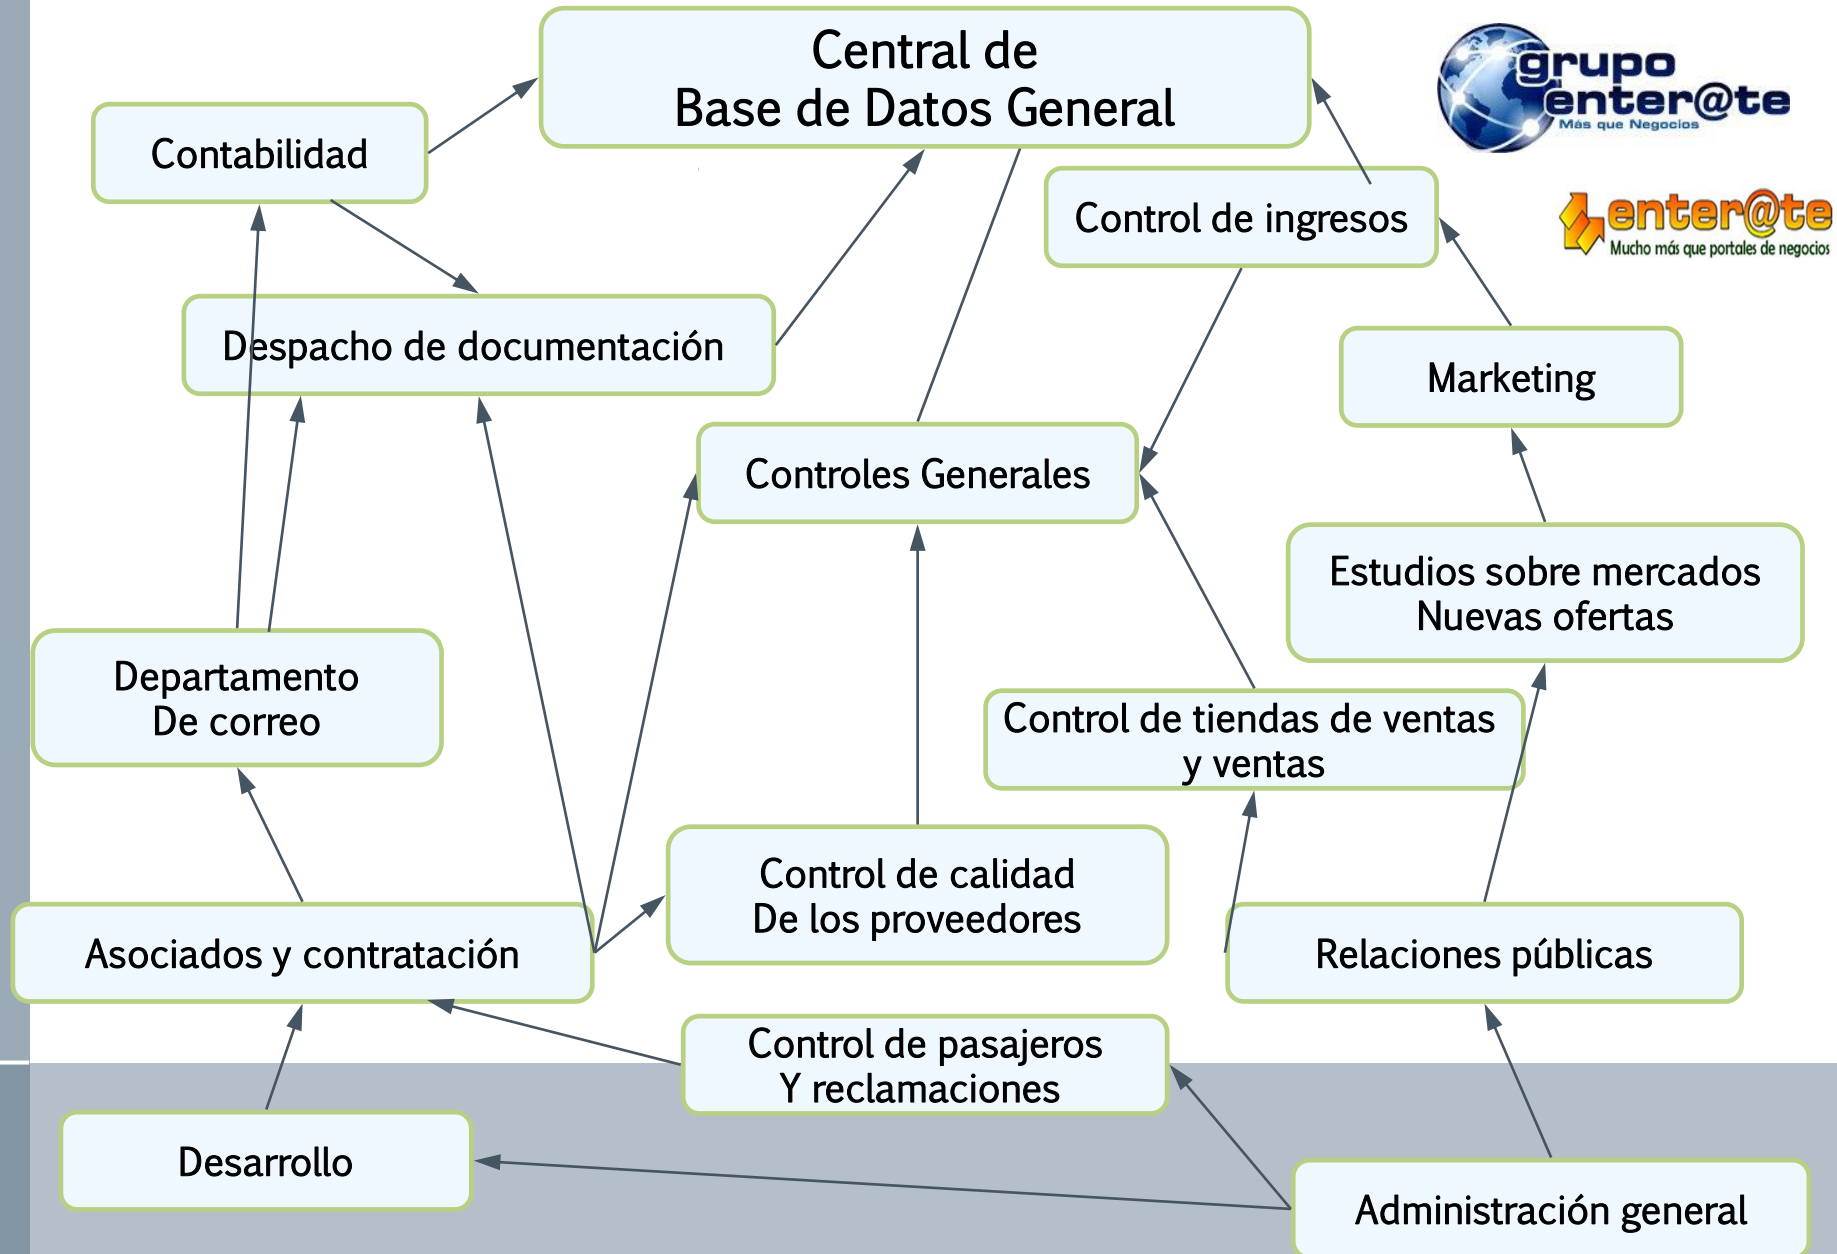 Central de
Base de Datos General
grupo
enter@te
Más que Negocios
Contabilidad
Control de ingresos
enter@te
Mucho más que portales de negocios
Despacho de documentación
Marketing
Controles Generales
Estudios sobre mercados
Nuevas ofertas
Departamento
De correo
Control de tiendas de ventas
y ventas
Control de calidad
De los proveedores
Asociados y contratación
Relaciones públicas
Control de pasajeros
Y reclamaciones
Desarrollo
Administración general